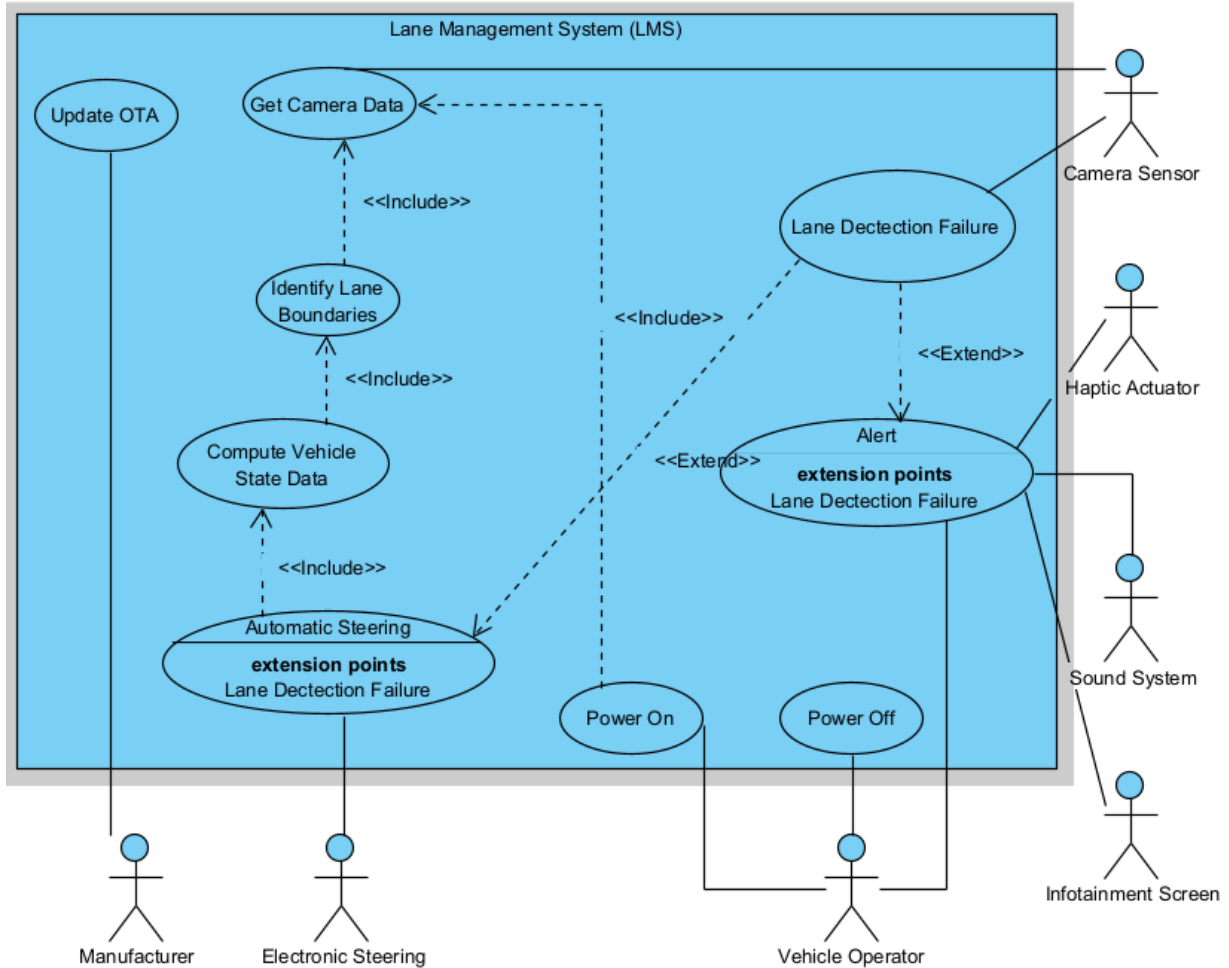 Lane Management System (LMS)
Update OTA
Get Camera Data
<<Include>>
Lane Dectection Failure
Camera Sensor
Identify Lane
Boundaries
<<Include>>
<<Extend>>
<<Include>>
Haptic Actuator
Compute Vehicle
State Data
<<Extend>>
Alert
extension points
Lane Dectection Failure
<<Include>>
Automatic Steering
extension points
Lane Dectection Failure
Power On
Power Off
Sound System
Infotainment Screen
Manufacturer
Electronic Steering
Vehicle Operator